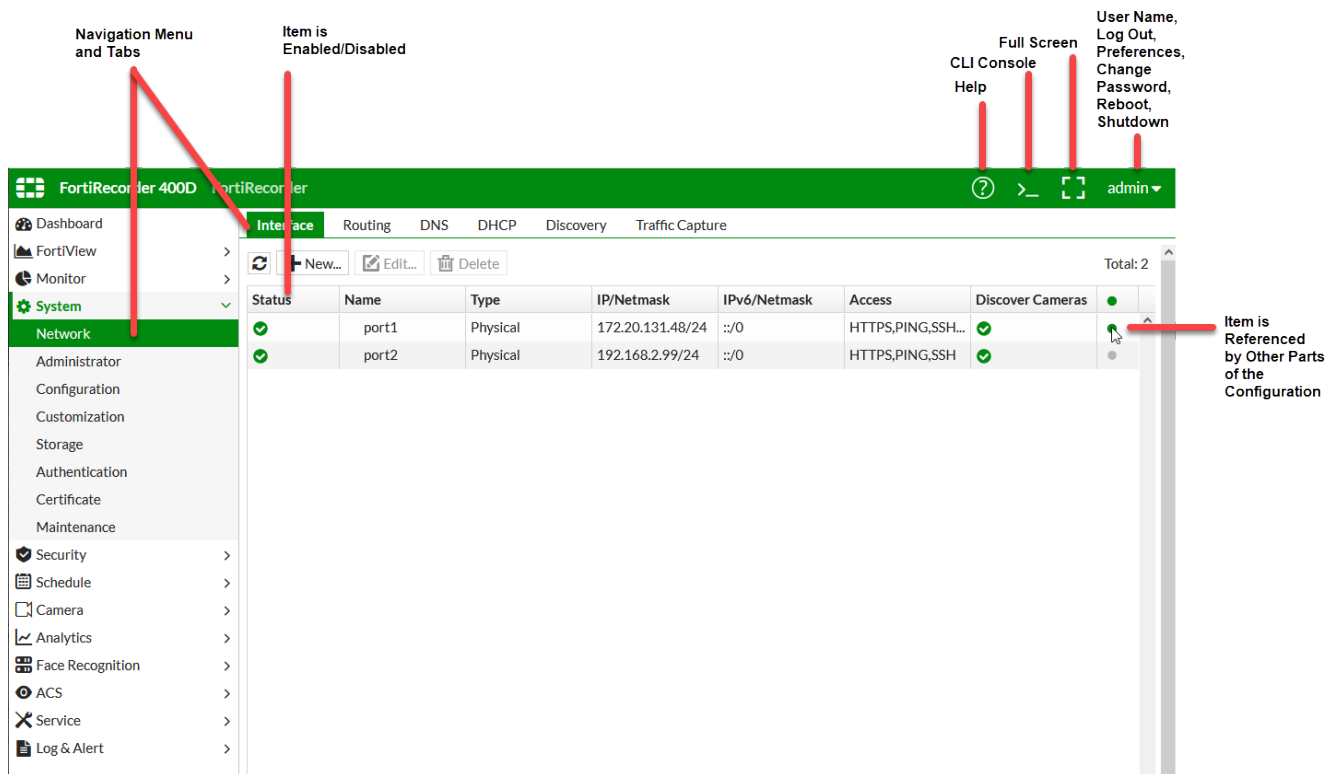 Navigation Menu
and Tabs
Item is
Enabled/Disabled
Help
CLI Console
Full Screen
User Name,
Log Out,
Preferences,
Change
Password,
Reboot,
Shutdown
FortiRecorder 400D FortiRecorder
admin
Dashboard
FortiView
Monitor
System
Network
Administrator
Configuration
Customization
Storage
Authentication
Certificate
Maintenance
Security
Schedule
Camera
Analytics
Face Recognition
ACS
Service
Log & Alert
Interface Routing DNS DHCP Discovery Traffic Capture
New... Edit... Delete Total: 2
Status Name Type IP/Netmask IPv6/Netmask Access Discover Cameras
port1 Physical 172.20.131.48/24 ::/0 HTTPS,PING,SSH...
port2 Physical 192.168.2.99/24 ::/0 HTTPS,PING,SSH
Item is
Referenced
by Other Parts
of the
Configuration